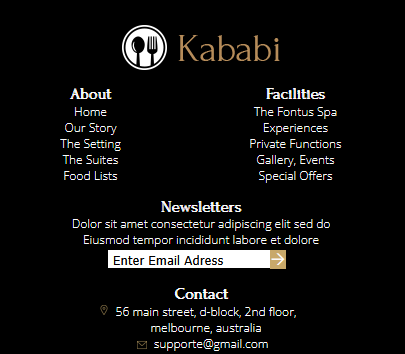 Kababi
About
Home
Our Story
The Setting
The Suites
Food Lists
Facilities
The Fontus Spa
Experiences
Private Functions
Gallery, Events
Special Offers
Newsletters
Dolor sit amet consectetur adipiscing elit sed do
Eiusmod tempor incididunt labore et dolore
Enter Email Adress
Contact
56 main street, d-block, 2nd floor,
melbourne, australia
supporte@gmail.com